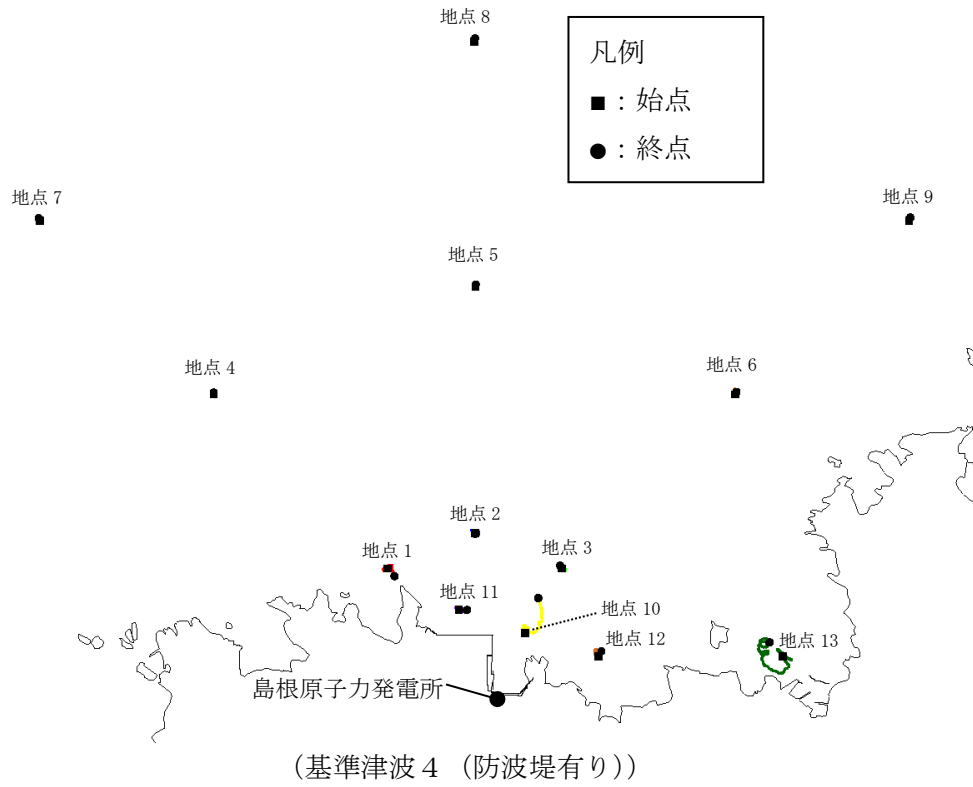 地点 8
凡例
■：始点
●：終点
地点 7
地点 9
地点 5
地点 4
地点 6
地点 2
地点 1
地点 3
地点 11
地点 10
地点 12
地点 13
島根原子力発電所
（基準津波４（防波堤有り））